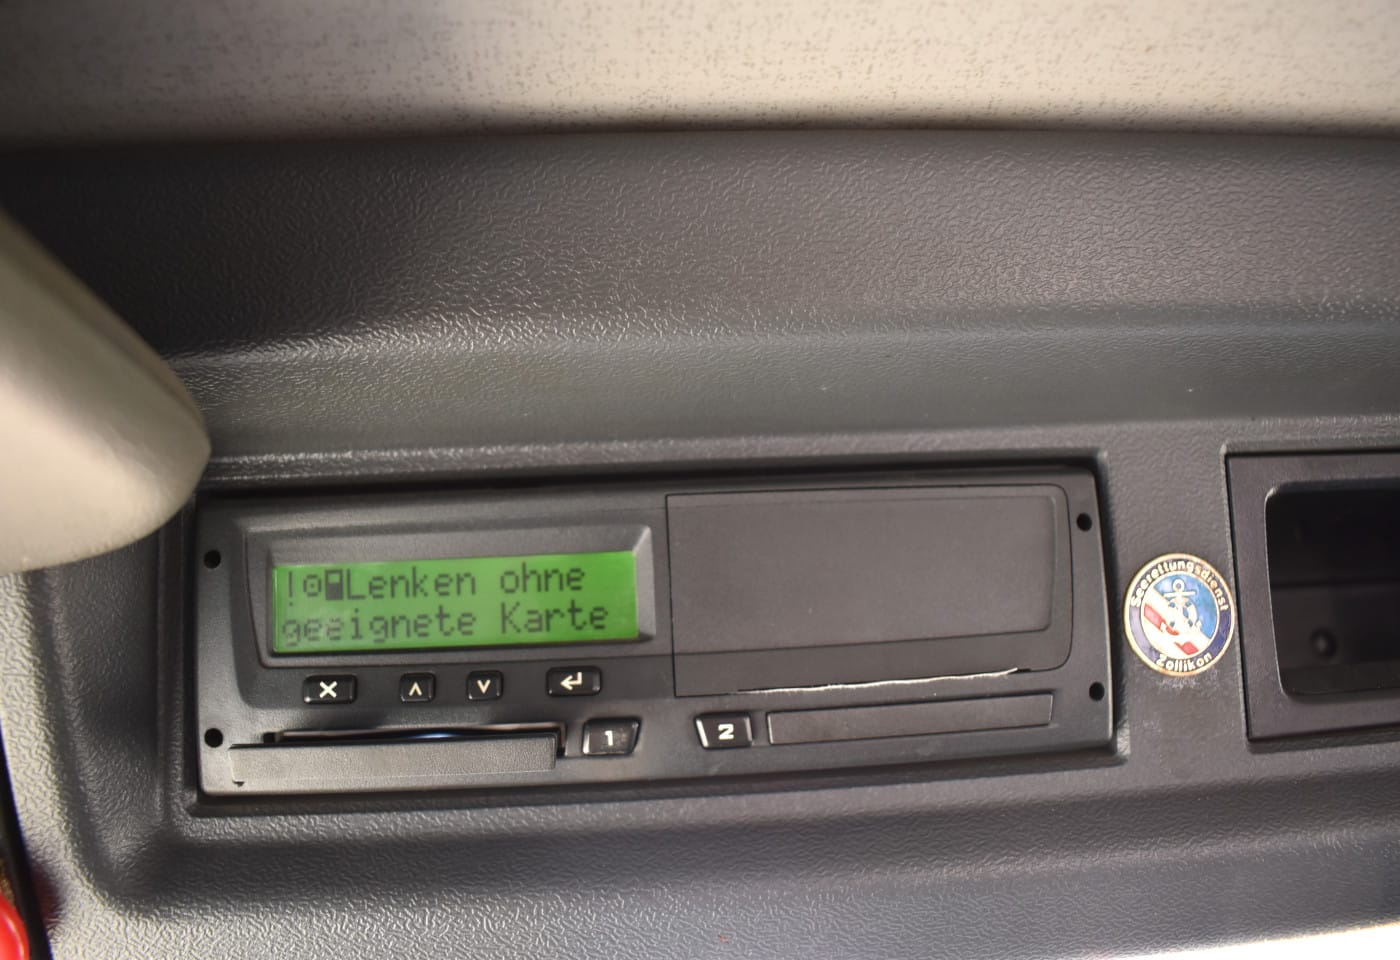 !⊙Lenken ohne
geeignete Karte
1
2
Seerettungsdienst
Zollikon